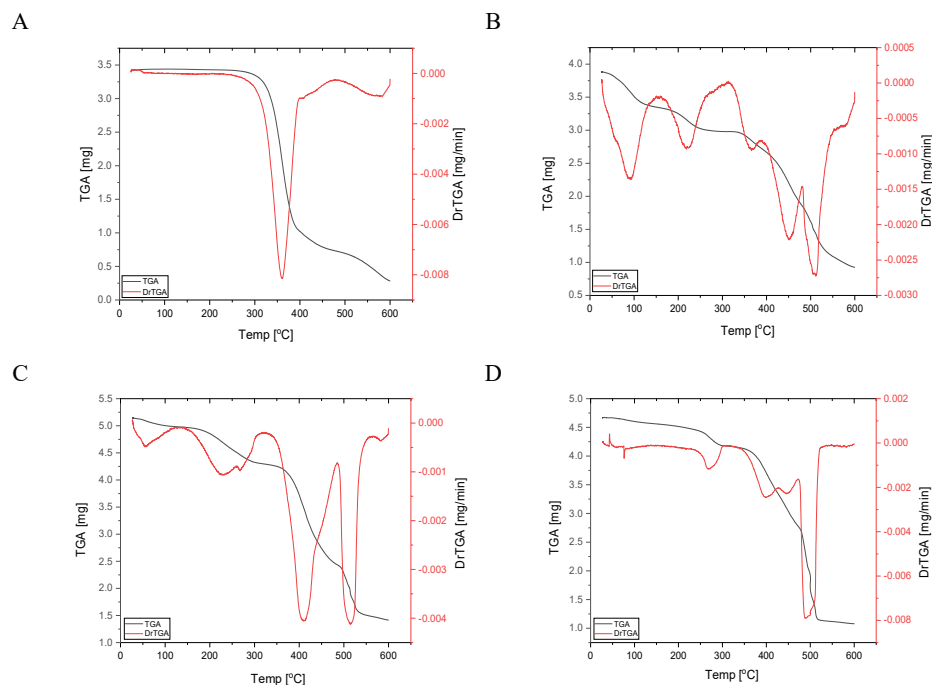 A
B
3.5
3.0
2.5
2.0
1.5
1.0
0.5
0.0
TGA [mg]
0 100 200 300 400 500 600
Temp [°C]
0.000
-0.002
-0.004
-0.006
-0.008
DrTGA [mg/min]
TGA
DrTGA
4.0
3.5
3.0
2.5
2.0
1.5
1.0
0.5
TGA [mg]
0 100 200 300 400 500 600
Temp [°C]
0.0005
0.0000
-0.0005
-0.0010
-0.0015
-0.0020
-0.0025
-0.0030
DrTGA [mg/min]
TGA
DrTGA
C
D
5.5
5.0
4.5
4.0
3.5
3.0
2.5
2.0
1.5
1.0
TGA [mg]
0 100 200 300 400 500 600
Temp [°C]
0.000
-0.001
-0.002
-0.003
-0.004
DrTGA [mg/min]
TGA
DrTGA
5.0
4.5
4.0
3.5
3.0
2.5
2.0
1.5
1.0
TGA [mg]
0 100 200 300 400 500 600
Temp [°C]
0.002
0.000
-0.002
-0.004
-0.006
-0.008
DrTGA [mg/min]
TGA
DrTGA